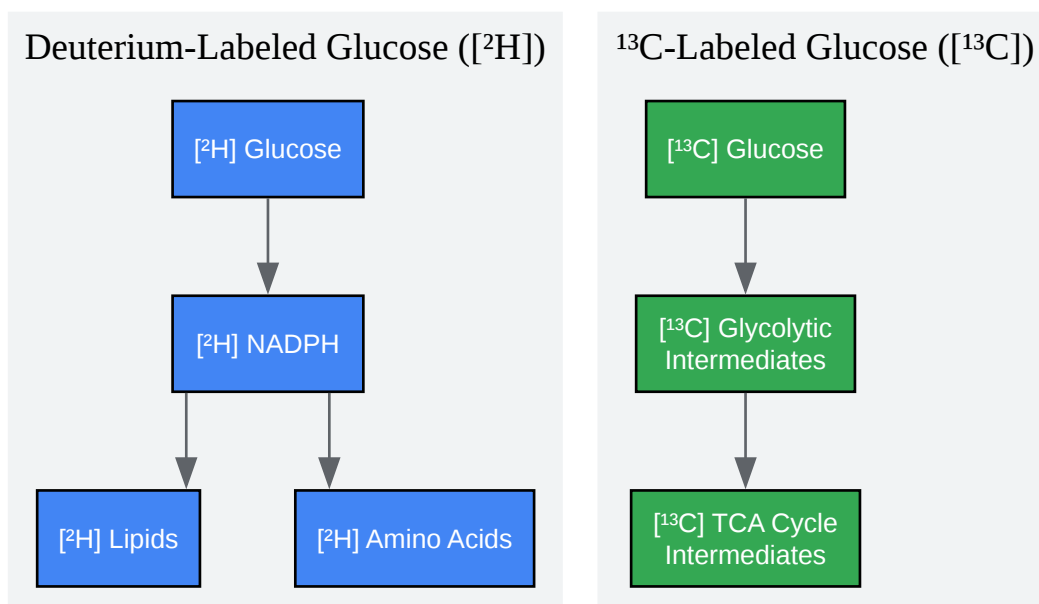 Deuterium-Labeled Glucose ([²H])
[²H] Glucose
[²H] NADPH
[²H] Lipids
[²H] Amino Acids
¹³C-Labeled Glucose ([¹³C])
[¹³C] Glucose
[¹³C] Glycolytic
Intermediates
[¹³C] TCA Cycle
Intermediates